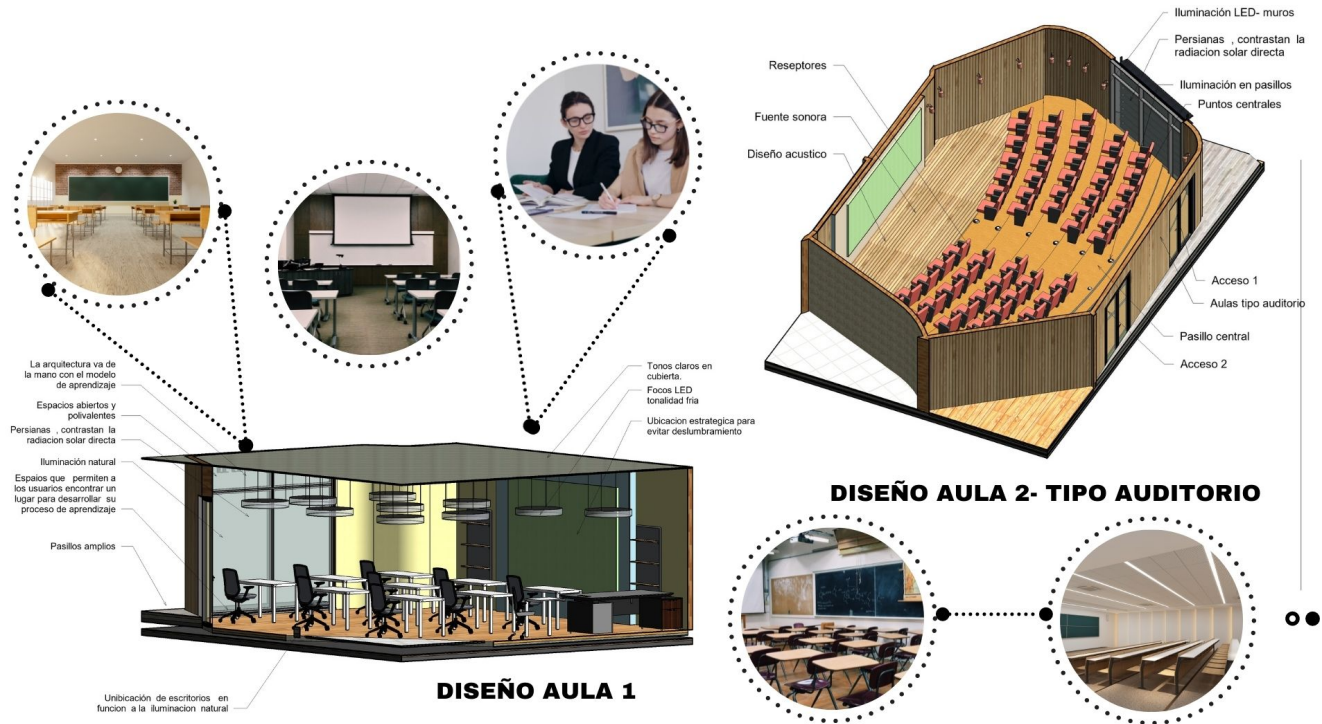 La arquitectura va de
la mano con el modelo
de aprendizaje
Espacios abiertos y
polivalentes
Persianas , contrastan la
radiacion solar directa
Iluminación natural
Espaios que permiten a
los usuarios encontrar un
lugar para desarrollar su
proceso de aprendizaje
Pasillos amplios
Unibicación de escritorios en
funcion a la iluminacion natural
Tonos claros en
cubierta.
Focos LED
tonalidad fria
Ubicacion estrategica para
evitar deslumbramiento
DISEÑO AULA 1
Reseptores
Fuente sonora
Diseño acustico
Iluminación LED- muros
Persianas , contrastan la
radiacion solar directa
Iluminación en pasillos
Puntos centrales
Acceso 1
Aulas tipo auditorio
Pasillo central
Acceso 2
DISEÑO AULA 2- TIPO AUDITORIO